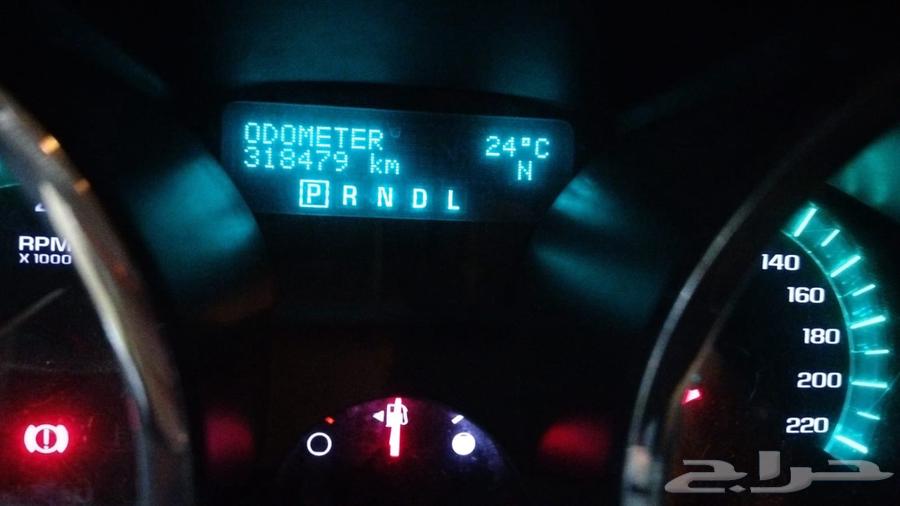 ODOMETER
318479 km
24°C
N
P R N D L
RPM
X 1000
140
160
180
200
220
حراج